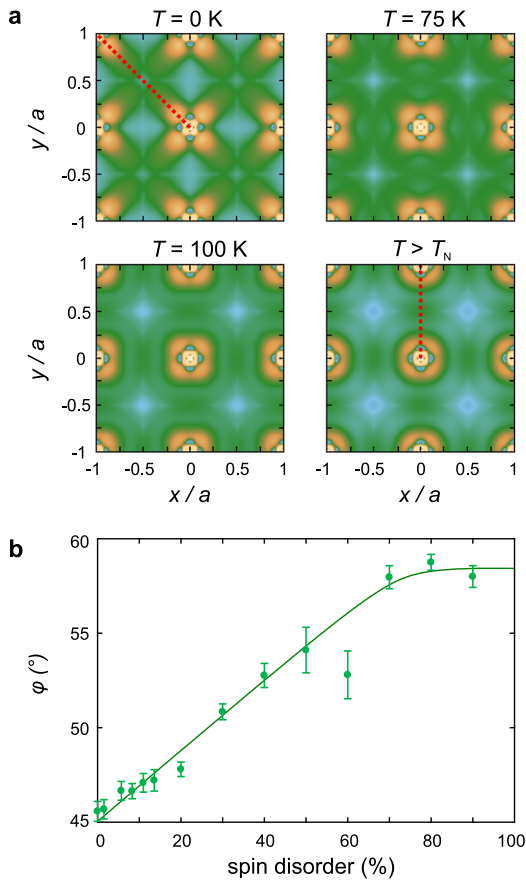 a
T = 0 K
T = 75 K
y / a
1
0.5
0
-0.5
-1
T = 100 K
T > T_N
y / a
1
0.5
0
-0.5
-1
-1 -0.5 0 0.5 1
-1 -0.5 0 0.5 1
x / a
x / a
b
φ (°)
60
55
50
45
0 20 40 60 80 100
spin disorder (%)